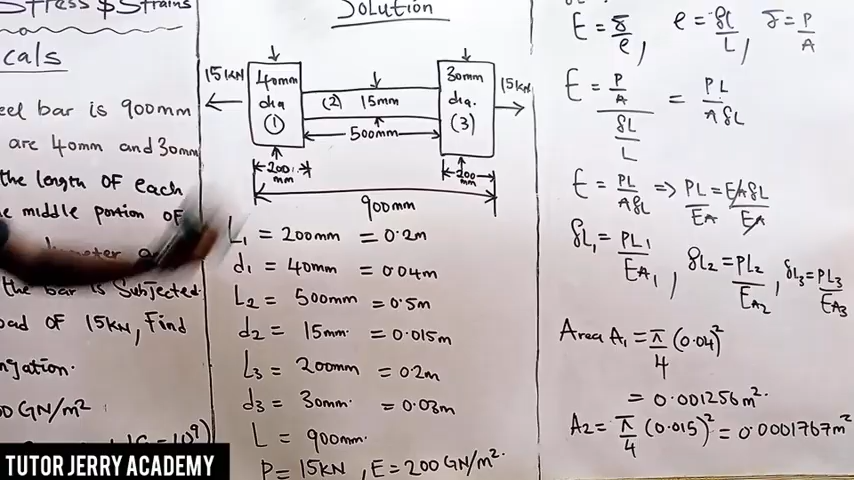 Stress & Strains
cals
eel bar is 900mm
are 40mm and 30mm
the length of each
e middle portion of
the bar is Subjected
oad of 15kN, Find
ngation.
00 GN/m²
TUTOR JERRY ACADEMY
Solution
15kN
40mm
dia
(1)
(2) 15mm
30mm
dia.
(3)
15kN
500mm
200
mm
200
mm
900mm
L₁ = 200mm = 0.2m
d₁ = 40mm = 0.04m
L₂ = 500mm = 0.5m
d₂ = 15mm. = 0.015m
L₃ = 200mm = 0.2m
d₃ = 30mm. = 0.03m
L = 900mm.
P = 15kN, E = 200 GN/m².
E = δ/e, e = δL/L, δ = P/A
E = P/A / δL/L = PL/AδL
E = PL/AδL => PL/EA = EAδL/EA
δL₁ = PL₁/EA₁, δL₂ = PL₂/EA₂, δL₃ = PL₃/EA₃
Area A₁ = π/4 (0.04)²
= 0.001256m².
A₂ = π/4 (0.015)² = 0.0001767m²